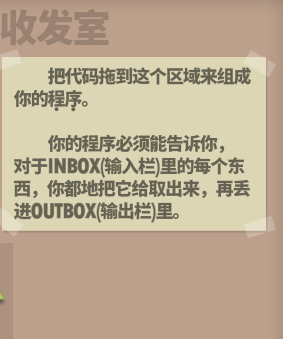 收发室
把代码拖到这个区域来组成
你的程序。
你的程序必须能告诉你，
对于INBOX(输入栏)里的每个东
西，你都地把它给取出来，再丢
进OUTBOX(输出栏)里。